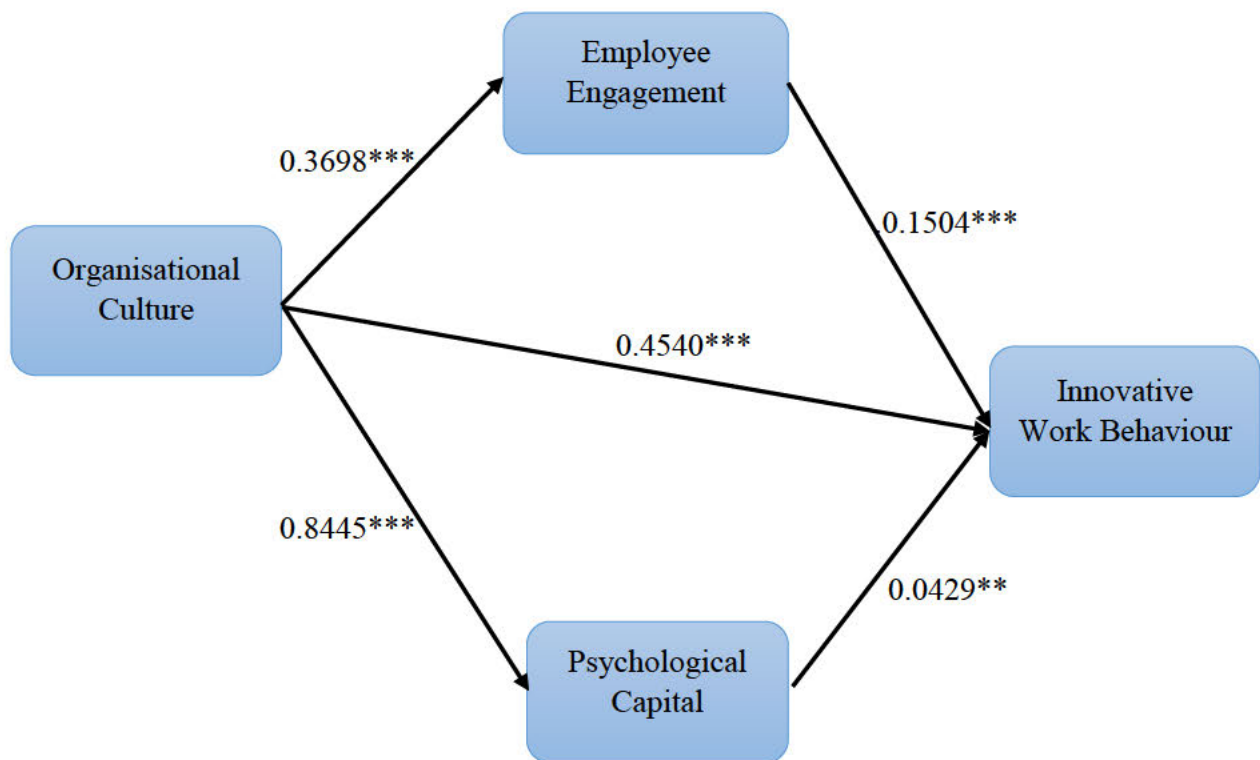 Employee
Engagement
0.3698***
.0.1504***
Organisational
Culture
0.4540***
Innovative
Work Behaviour
0.8445***
0.0429**
Psychological
Capital